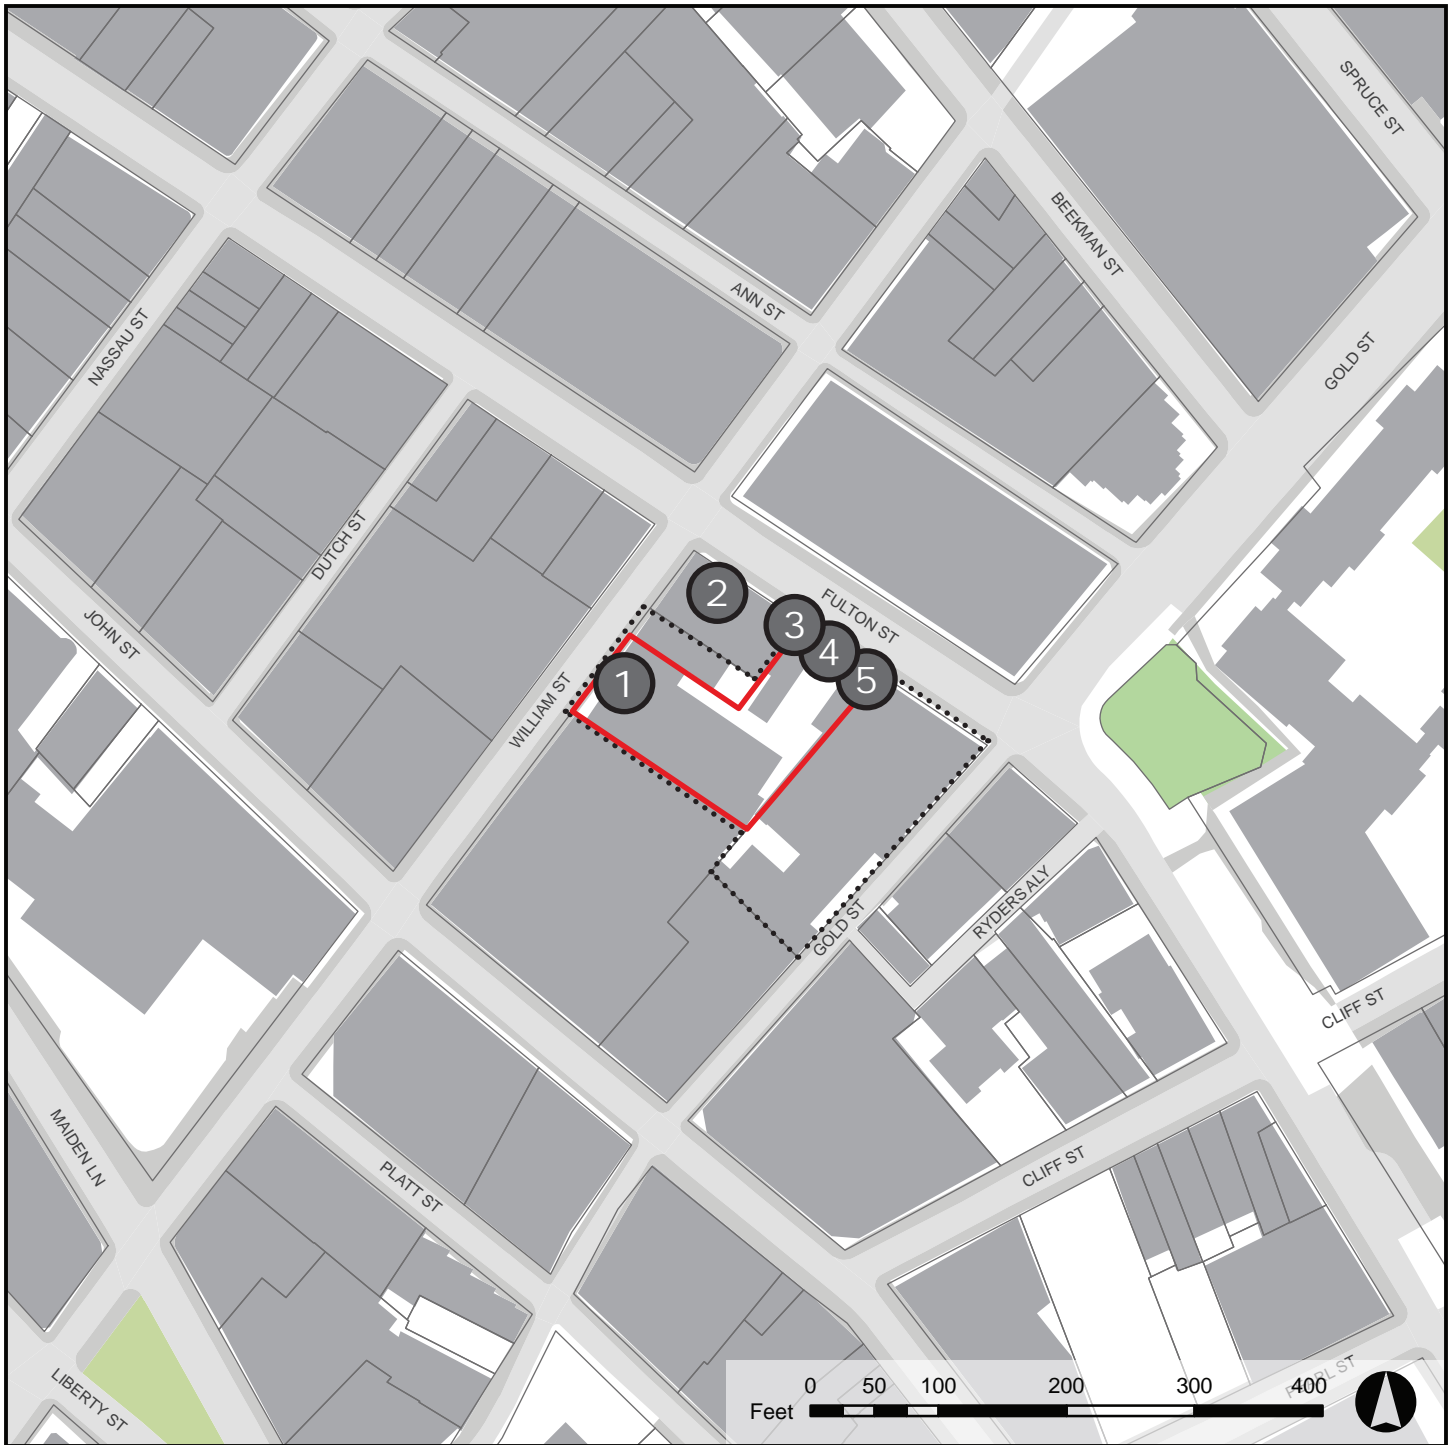 SPRUCE ST
BEEKMAN ST
ANN ST
NASSAU ST
GOLD ST
DUTCH ST
2
3
FULTON ST
4
JOHN ST
1
5
WILLIAM ST
RYDERS ALY
GOLD ST
CLIFF ST
MAIDEN LN
CLIFF ST
PLATT ST
PEARL ST
LIBERTY ST
0 50 100 200 300 400
Feet